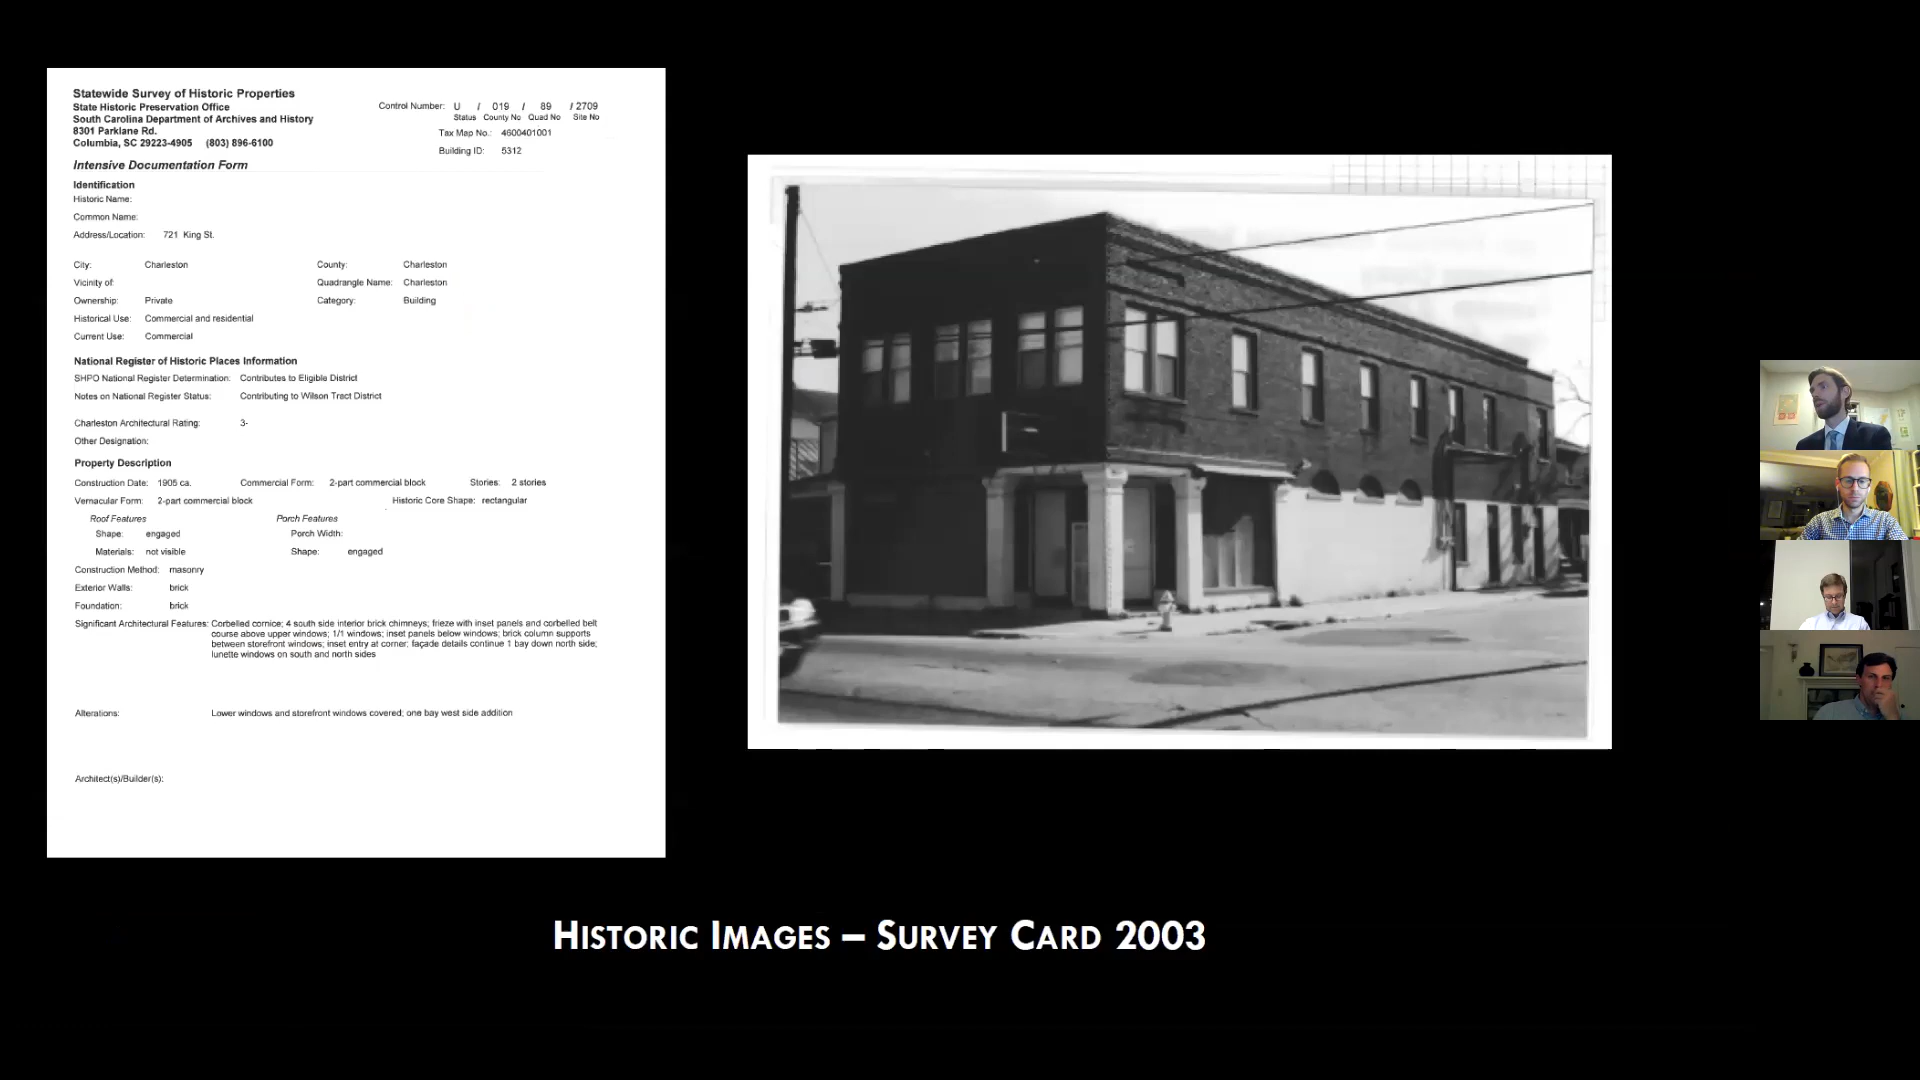 Statewide Survey of Historic Properties
State Historic Preservation Office
South Carolina Department of Archives and History
8301 Parklane Rd.
Columbia, SC 29223-4905 (803) 896-6100
Control Number: U / 019 / 89 / 2709
Status County No Quad No Site No
Tax Map No.: 4600401001
Building ID: 5312
Intensive Documentation Form
Identification
Historic Name:
Common Name:
Address/Location: 721 King St.
City: Charleston County: Charleston
Vicinity of: Quadrangle Name: Charleston
Ownership: Private Category: Building
Historical Use: Commercial and residential
Current Use: Commercial
National Register of Historic Places Information
SHPO National Register Determination: Contributes to Eligible District
Notes on National Register Status: Contributing to Wilson Tract District
Charleston Architectural Rating: 3-
Other Designation:
Property Description
Construction Date: 1905 ca. Commercial Form: 2-part commercial block Stories: 2 stories
Vernacular Form: 2-part commercial block Historic Core Shape: rectangular
Roof Features Porch Features
Shape: engaged Porch Width:
Materials: not visible Shape: engaged
Construction Method: masonry
Exterior Walls: brick
Foundation: brick
Significant Architectural Features: Corbelled cornice; 4 south side interior brick chimneys; frieze with inset panels and corbelled belt
course above upper windows; 1/1 windows; inset panels below windows; brick column supports
between storefront windows; inset entry at corner; façade details continue 1 bay down north side;
lunette windows on south and north sides
Alterations: Lower windows and storefront windows covered; one bay west side addition
Architect(s)/Builder(s):
HISTORIC IMAGES – SURVEY CARD 2003